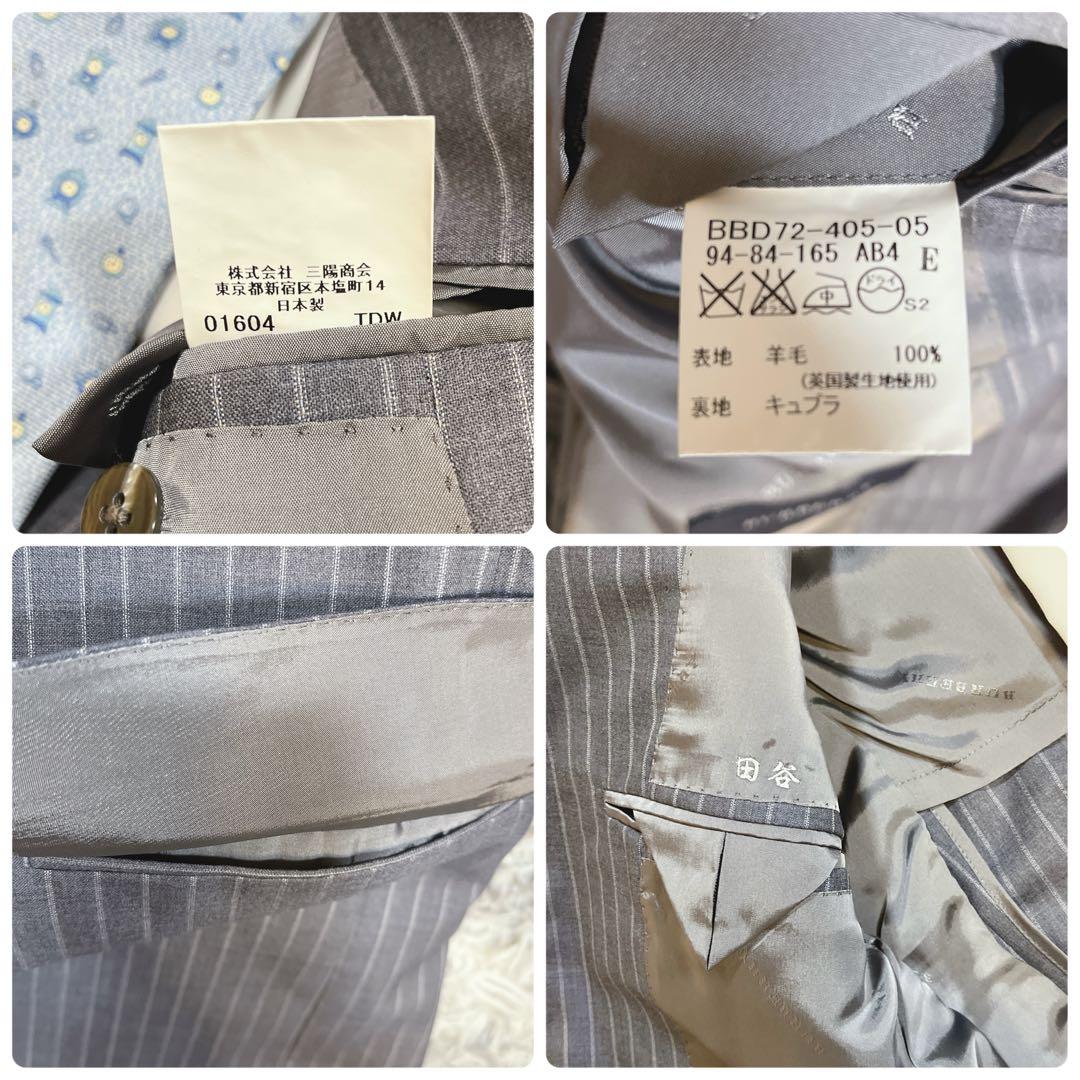 株式会社 三陽商会
東京都新宿区本塩町14
日本製
01604 TDW
BBD72-405-05
94-84-165 AB4 E
中 ドライ
S2
表地 羊毛 100%
(英国製生地使用)
裏地 キュプラ
BURBERRY
田谷
BURBERRY